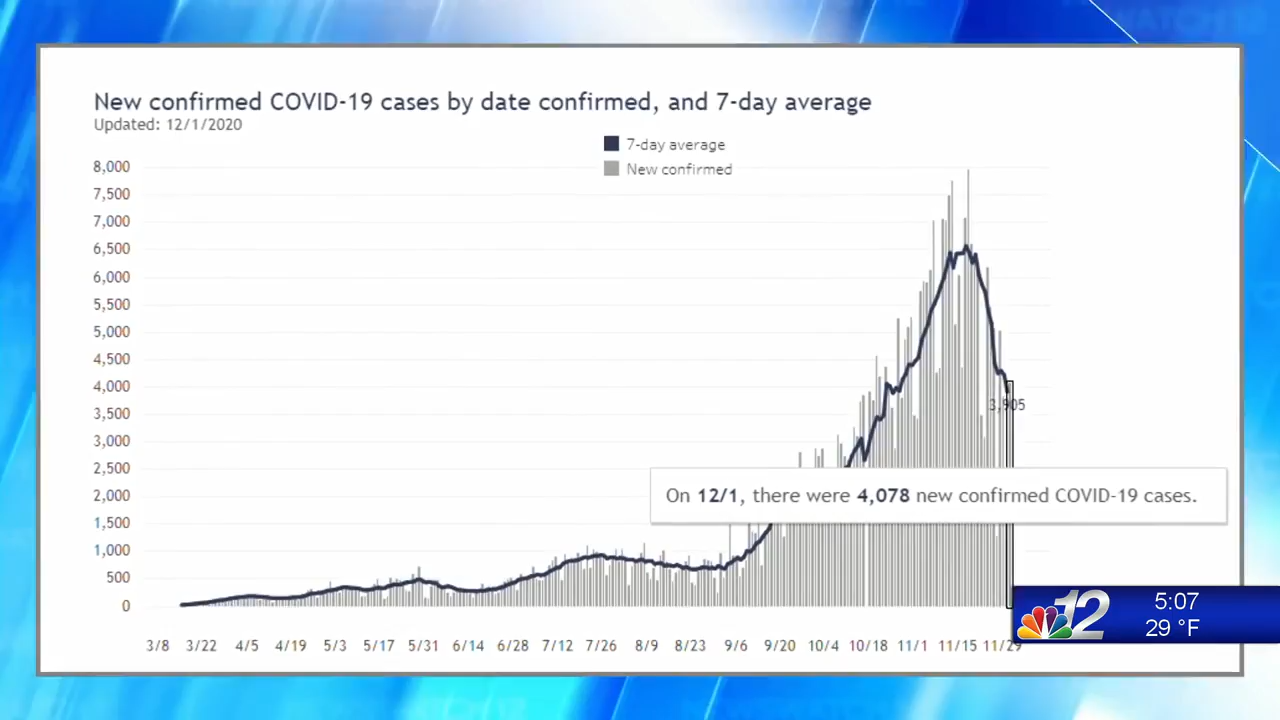 New confirmed COVID-19 cases by date confirmed, and 7-day average
Updated: 12/1/2020
7-day average
New confirmed
8,000
7,500
7,000
6,500
6,000
5,500
5,000
4,500
4,000
3,500
3,000
2,500
2,000
1,500
1,000
500
0
3,905
On 12/1, there were 4,078 new confirmed COVID-19 cases.
3/8 3/22 4/5 4/19 5/3 5/17 5/31 6/14 6/28 7/12 7/26 8/9 8/23 9/6 9/20 10/4 10/18 11/1 11/15 11/29
12
5:07
29 °F